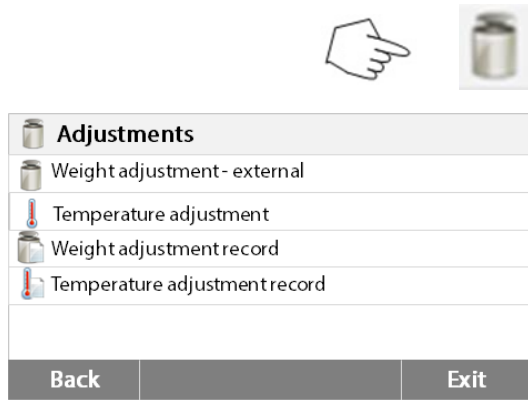 Adjustments
Weight adjustment - external
Temperature adjustment
Weight adjustment record
Temperature adjustment record
Back Exit